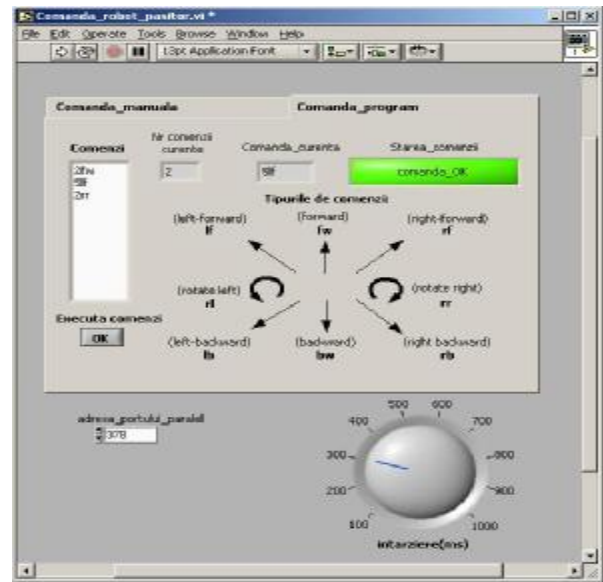 Comanda_robot_pasitor.vi *
File Edit Operate Tools Browse Window Help
13pt Application Font
Comanda_manuala Comanda_program
Comenzi
Nr comenzii curente
Comanda_curenta
Starea_comenzii
2fw
5lf
2rr
2
5lf
comanda_OK
Tipurile de comenzi
(left-forward) (forward) (right-forward)
lf fw rf
(rotate left) (rotate right)
rl rr
Executa comenzi
OK
(left-backward) (backward) (right backward)
lb bw rb
adresa_portului_paralel
378
500 600
400 700
300 800
200 900
100 1000
intarziere(ms)